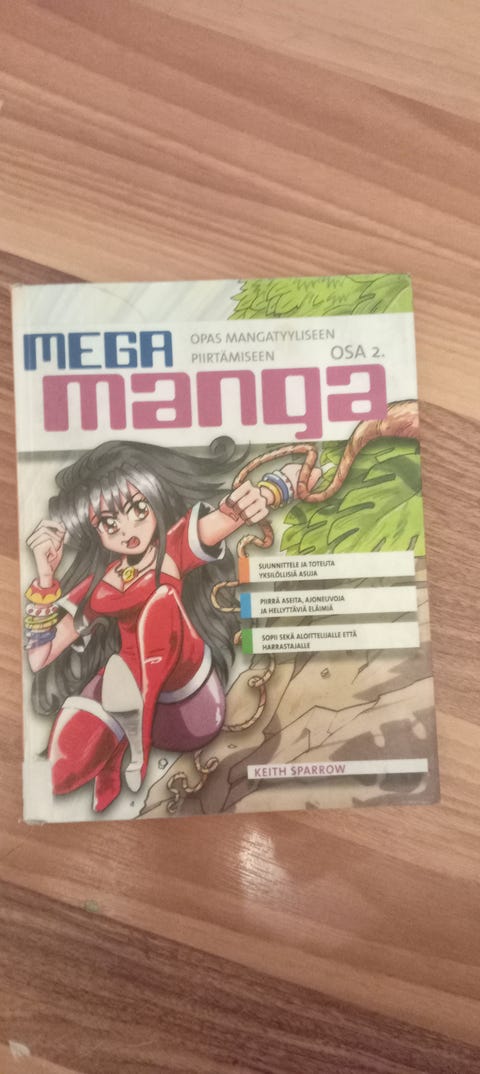 MEGA
OPAS MANGATYYLISEEN
PIIRTÄMISEEN
OSA 2.
manga
SUUNNITTELE JA TOTEUTA
YKSILÖLLISIÄ ASUJA
PIIRRÄ ASEITA, AJONEUVOJA
JA HELLYTTÄVIÄ ELÄIMIÄ
SOPII SEKÄ ALOITTELIJALLE ETTÄ
HARRASTAJALLE
KEITH SPARROW